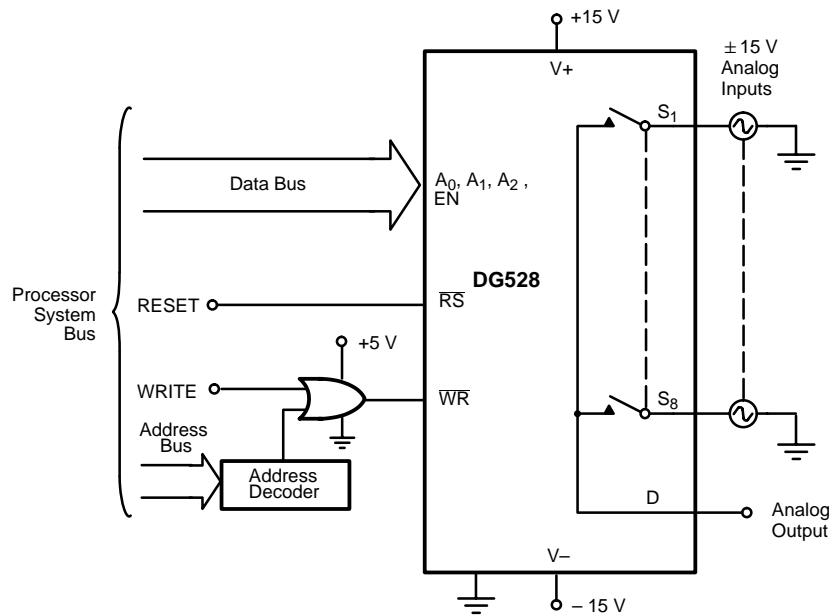 +15 V
V+
± 15 V
Analog
Inputs
S1
Data Bus
A0, A1, A2 ,
EN
DG528
Processor
System
Bus
RESET
RS
+5 V
WRITE
WR
Address
Bus
Address
Decoder
S8
D
Analog
Output
V–
– 15 V